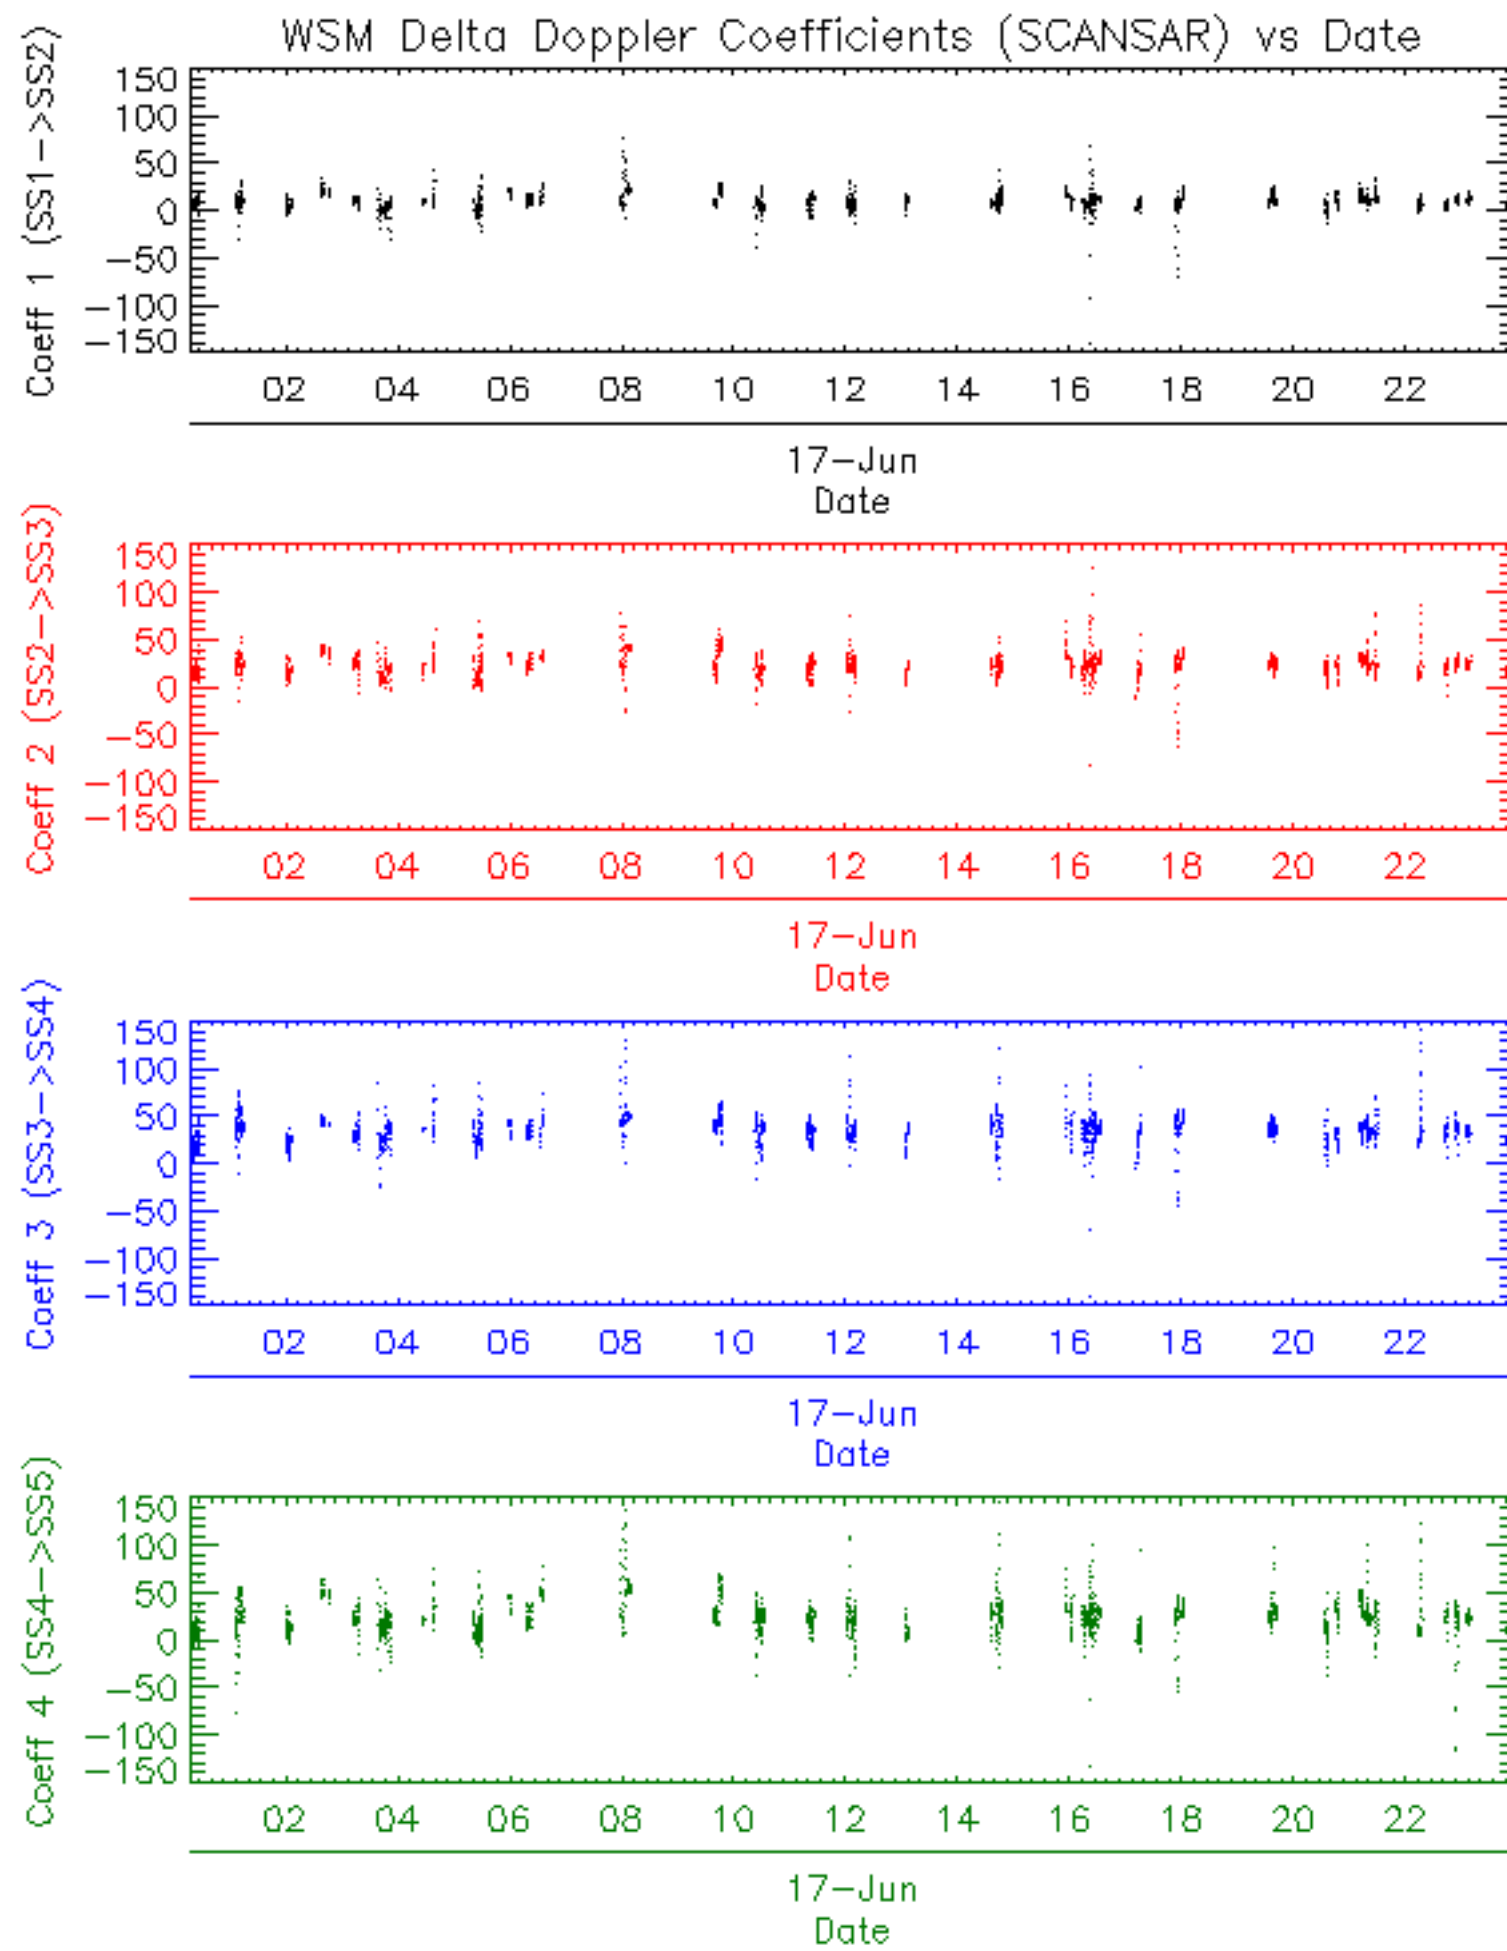 WSM Delta Doppler Coefficients (SCANSAR) vs Date
Coeff 1 (SS1->SS2)
150
100
50
0
-50
-100
-150
02 04 06 08 10 12 14 16 18 20 22
17-Jun
Date
Coeff 2 (SS2->SS3)
150
100
50
0
-50
-100
-150
02 04 06 08 10 12 14 16 18 20 22
17-Jun
Date
Coeff 3 (SS3->SS4)
150
100
50
0
-50
-100
-150
02 04 06 08 10 12 14 16 18 20 22
17-Jun
Date
Coeff 4 (SS4->SS5)
150
100
50
0
-50
-100
-150
02 04 06 08 10 12 14 16 18 20 22
17-Jun
Date